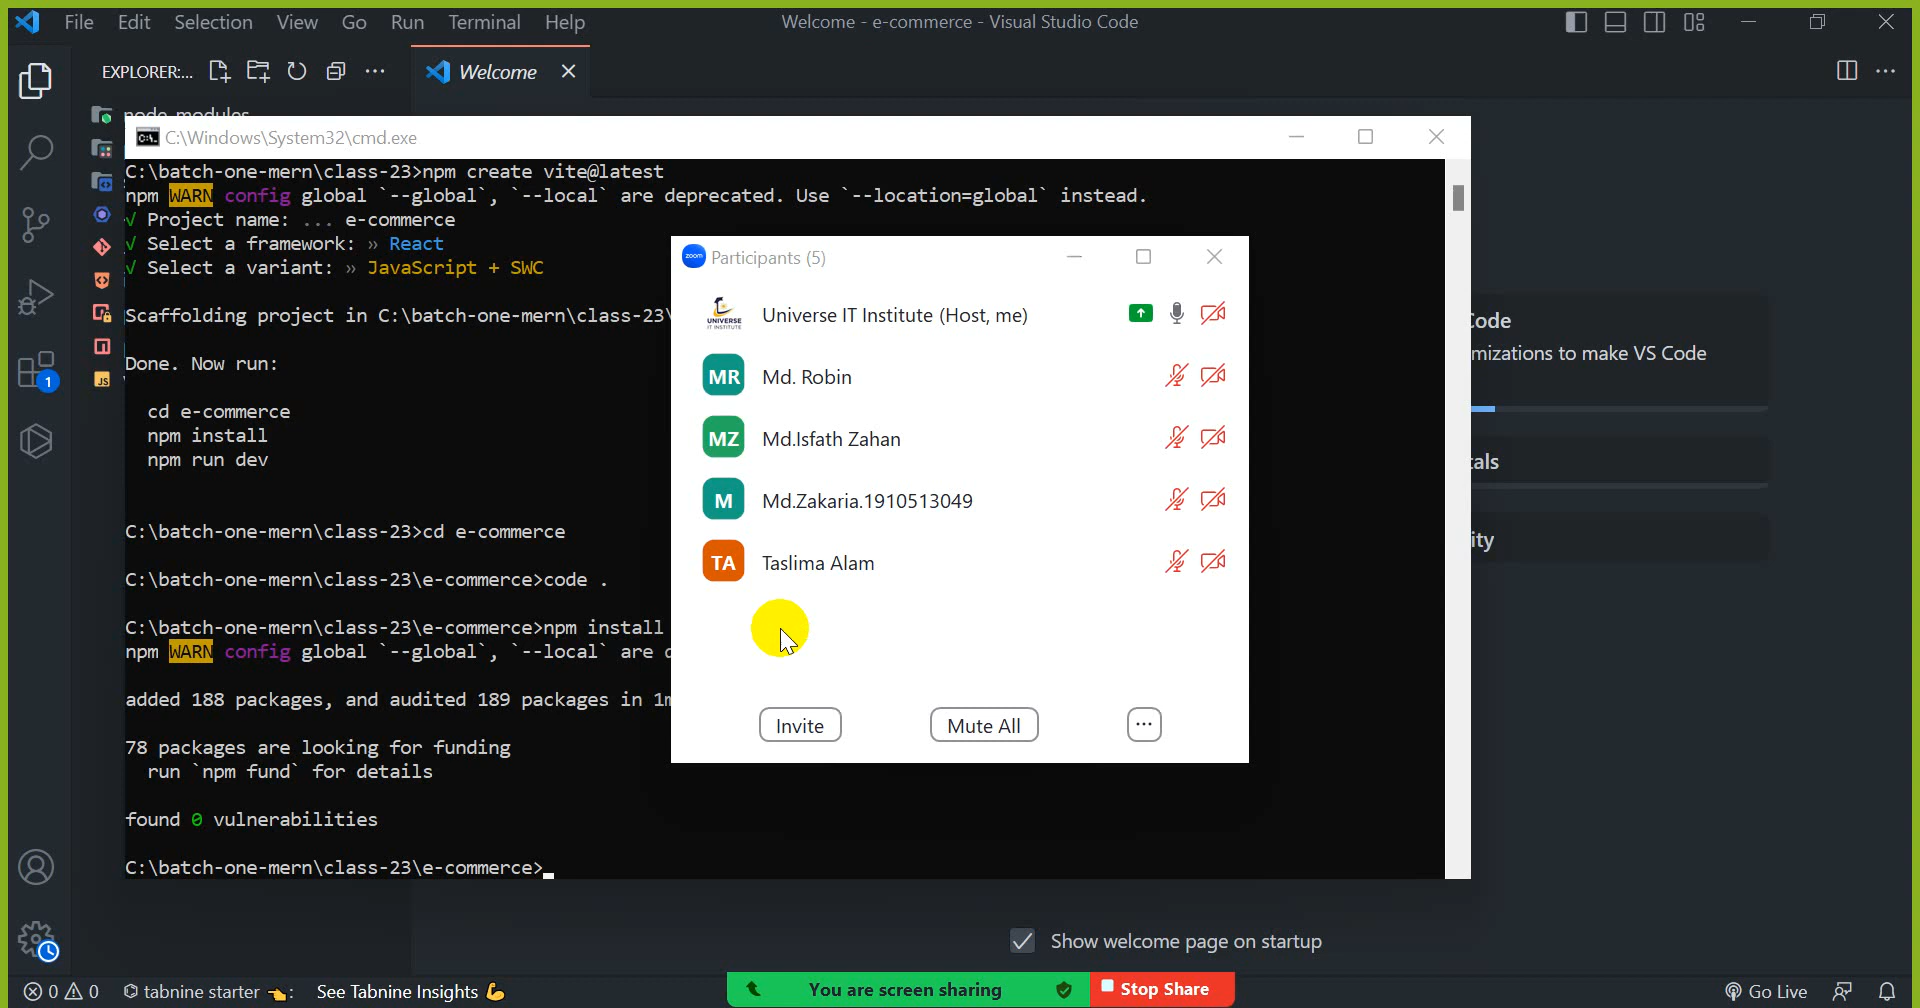 File Edit Selection View Go Run Terminal Help
Welcome - e-commerce - Visual Studio Code
EXPLORER:...
Welcome
node_modules
C:\Windows\System32\cmd.exe
C:\batch-one-mern\class-23>npm create vite@latest
npm WARN config global `--global`, `--local` are deprecated. Use `--location=global` instead.
√ Project name: ... e-commerce
√ Select a framework: » React
√ Select a variant: » JavaScript + SWC
Scaffolding project in C:\batch-one-mern\class-23\
Done. Now run:
cd e-commerce
npm install
npm run dev
C:\batch-one-mern\class-23>cd e-commerce
C:\batch-one-mern\class-23\e-commerce>code .
C:\batch-one-mern\class-23\e-commerce>npm install
npm WARN config global `--global`, `--local` are
added 188 packages, and audited 189 packages in 1m
78 packages are looking for funding
run `npm fund` for details
found 0 vulnerabilities
C:\batch-one-mern\class-23\e-commerce>
zoom Participants (5)
UNIVERSE
IT INSTITUTE
Universe IT Institute (Host, me)
MR Md. Robin
MZ Md.Isfath Zahan
M Md.Zakaria.1910513049
TA Taslima Alam
Invite Mute All ...
Code
mizations to make VS Code
tals
ity
1
JS
Show welcome page on startup
0 0 tabnine starter : See Tabnine Insights
You are screen sharing
Stop Share
Go Live